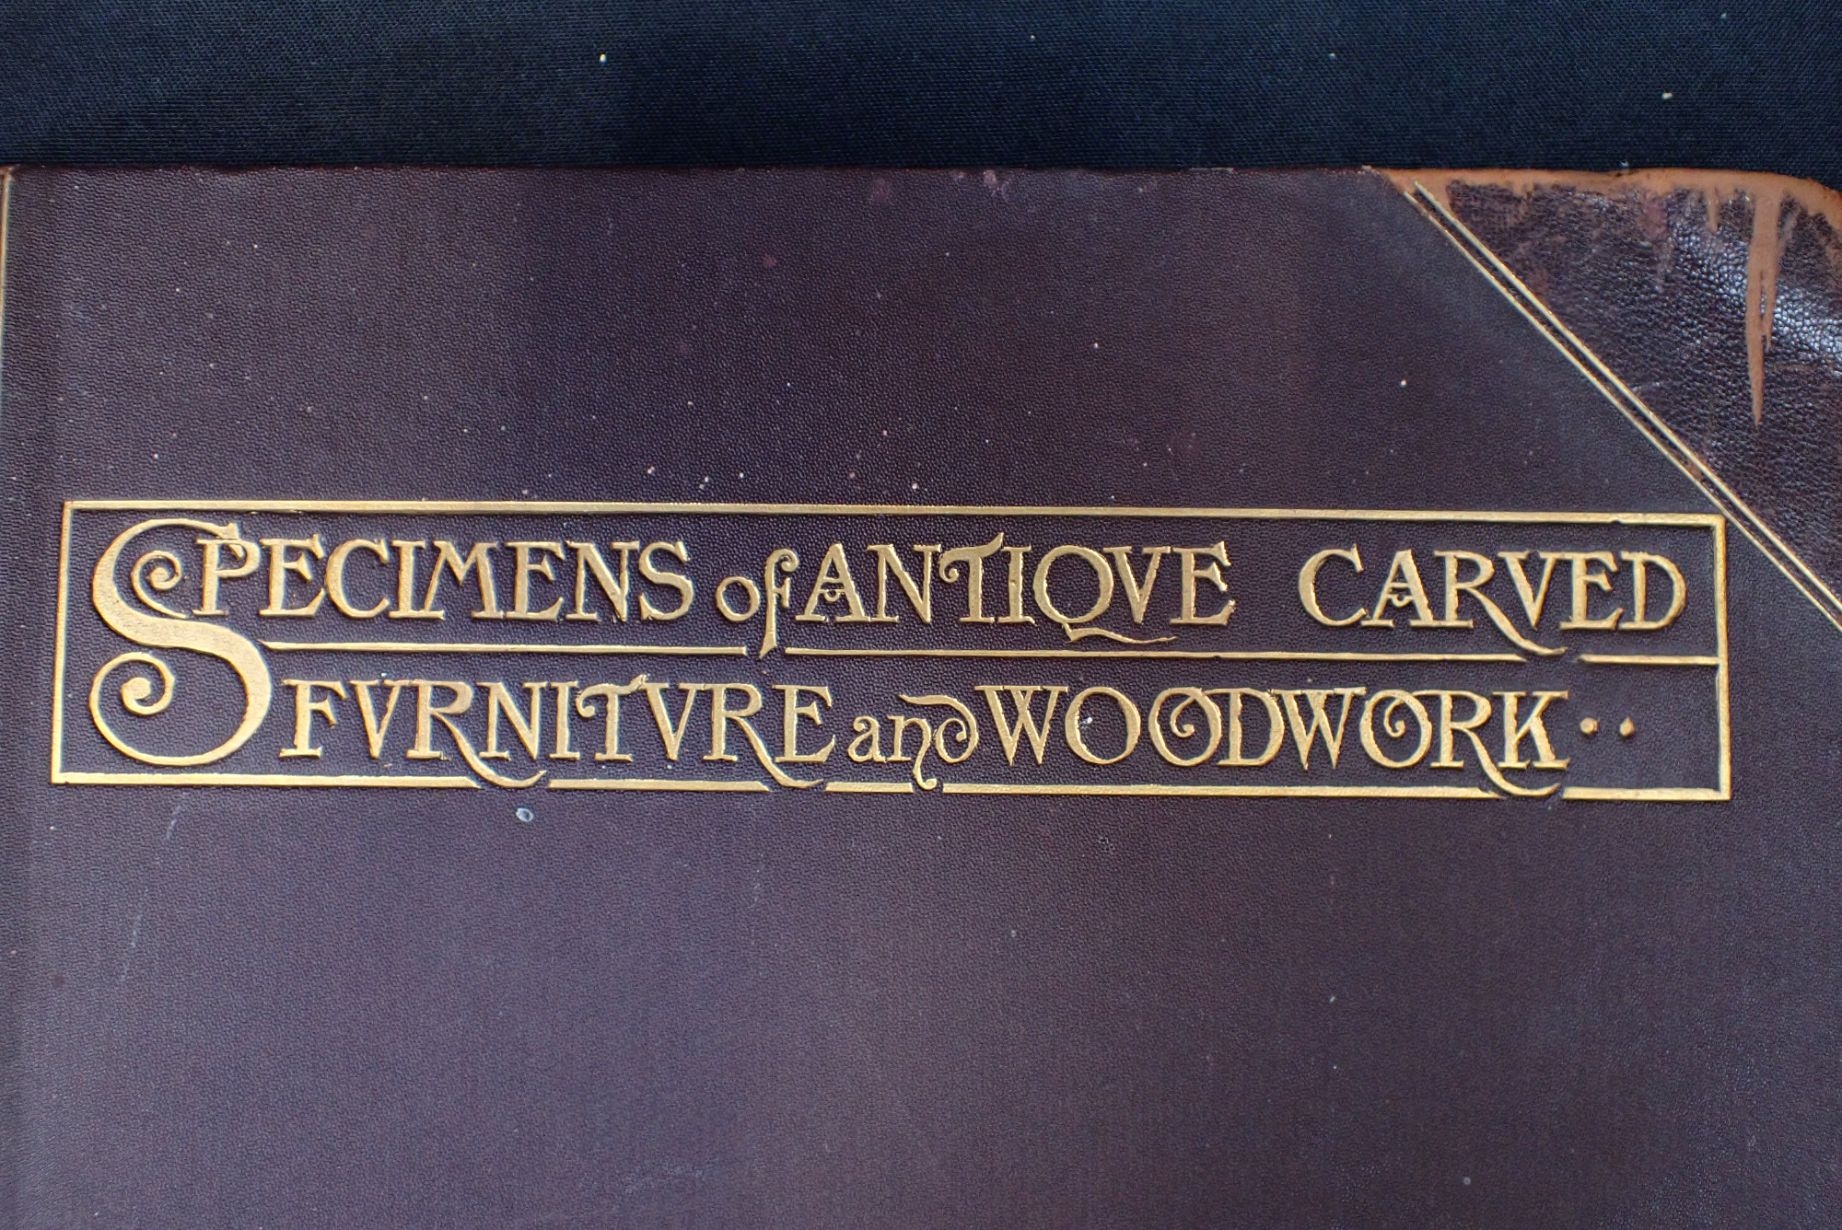 SPECIMENS of ANTIQVE CARVED
FVRNITVRE and WOODWORK··